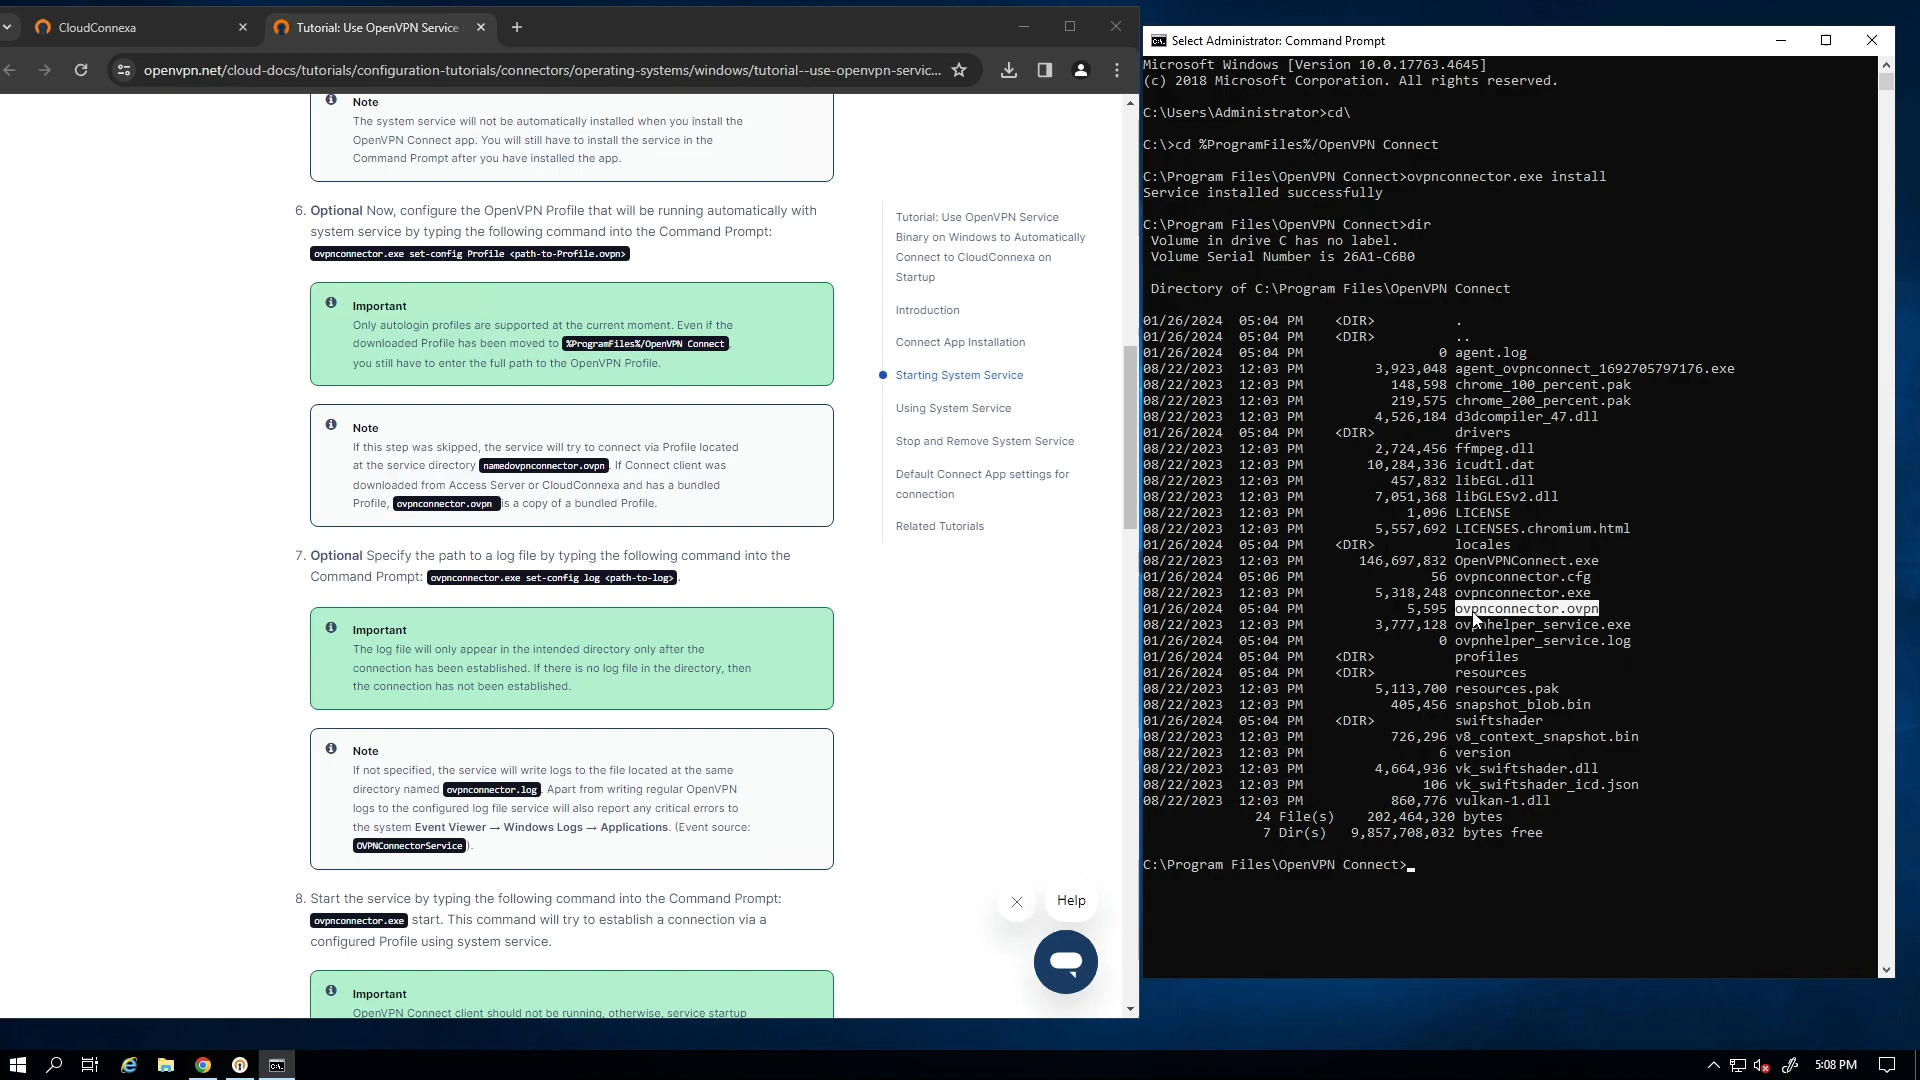 CloudConnexa
Tutorial: Use OpenVPN Service
openvpn.net/cloud-docs/tutorials/configuration-tutorials/connectors/operating-systems/windows/tutorial--use-openvpn-servic...
Note
The system service will not be automatically installed when you install the
OpenVPN Connect app. You will still have to install the service in the
Command Prompt after you have installed the app.
6. Optional Now, configure the OpenVPN Profile that will be running automatically with
system service by typing the following command into the Command Prompt:
ovpnconnector.exe set-config Profile <path-to-Profile.ovpn>
Important
Only autologin profiles are supported at the current moment. Even if the
downloaded Profile has been moved to %ProgramFiles%/OpenVPN Connect,
you still have to enter the full path to the OpenVPN Profile.
Note
If this step was skipped, the service will try to connect via Profile located
at the service directory namedovpnconnector.ovpn. If Connect client was
downloaded from Access Server or CloudConnexa and has a bundled
Profile, ovpnconnector.ovpn is a copy of a bundled Profile.
7. Optional Specify the path to a log file by typing the following command into the
Command Prompt: ovpnconnector.exe set-config log <path-to-log>.
Important
The log file will only appear in the intended directory only after the
connection has been established. If there is no log file in the directory, then
the connection has not been established.
Note
If not specified, the service will write logs to the file located at the same
directory named ovpnconnector.log. Apart from writing regular OpenVPN
logs to the configured log file service will also report any critical errors to
the system Event Viewer → Windows Logs → Applications. (Event source:
OVPNConnectorService).
8. Start the service by typing the following command into the Command Prompt:
ovpnconnector.exe start. This command will try to establish a connection via a
configured Profile using system service.
Important
OpenVPN Connect client should not be running, otherwise, service startup
Tutorial: Use OpenVPN Service
Binary on Windows to Automatically
Connect to CloudConnexa on
Startup
Introduction
Connect App Installation
Starting System Service
Using System Service
Stop and Remove System Service
Default Connect App settings for
connection
Related Tutorials
Help
Select Administrator: Command Prompt
Microsoft Windows [Version 10.0.17763.4645]
(c) 2018 Microsoft Corporation. All rights reserved.
C:\Users\Administrator>cd\
C:\>cd %ProgramFiles%/OpenVPN Connect
C:\Program Files\OpenVPN Connect>ovpnconnector.exe install
Service installed successfully
C:\Program Files\OpenVPN Connect>dir
Volume in drive C has no label.
Volume Serial Number is 26A1-C6B0
Directory of C:\Program Files\OpenVPN Connect
01/26/2024 05:04 PM <DIR> .
01/26/2024 05:04 PM <DIR> ..
01/26/2024 05:04 PM 0 agent.log
08/22/2023 12:03 PM 3,923,048 agent_ovpnconnect_1692705797176.exe
08/22/2023 12:03 PM 148,598 chrome_100_percent.pak
08/22/2023 12:03 PM 219,575 chrome_200_percent.pak
08/22/2023 12:03 PM 4,526,184 d3dcompiler_47.dll
01/26/2024 05:04 PM <DIR> drivers
08/22/2023 12:03 PM 2,724,456 ffmpeg.dll
08/22/2023 12:03 PM 10,284,336 icudtl.dat
08/22/2023 12:03 PM 457,832 libEGL.dll
08/22/2023 12:03 PM 7,051,368 libGLESv2.dll
08/22/2023 12:03 PM 1,096 LICENSE
08/22/2023 12:03 PM 5,557,692 LICENSES.chromium.html
01/26/2024 05:04 PM <DIR> locales
08/22/2023 12:03 PM 146,697,832 OpenVPNConnect.exe
01/26/2024 05:06 PM 56 ovpnconnector.cfg
08/22/2023 12:03 PM 5,318,248 ovpnconnector.exe
01/26/2024 05:04 PM 5,595 ovpnconnector.ovpn
08/22/2023 12:03 PM 3,777,128 ovpnhelper_service.exe
01/26/2024 05:04 PM 0 ovpnhelper_service.log
01/26/2024 05:04 PM <DIR> profiles
01/26/2024 05:04 PM <DIR> resources
08/22/2023 12:03 PM 5,113,700 resources.pak
08/22/2023 12:03 PM 405,456 snapshot_blob.bin
01/26/2024 05:04 PM <DIR> swiftshader
08/22/2023 12:03 PM 726,296 v8_context_snapshot.bin
08/22/2023 12:03 PM 6 version
08/22/2023 12:03 PM 4,664,936 vk_swiftshader.dll
08/22/2023 12:03 PM 106 vk_swiftshader_icd.json
08/22/2023 12:03 PM 860,776 vulkan-1.dll
24 File(s) 202,464,320 bytes
7 Dir(s) 9,857,708,032 bytes free
C:\Program Files\OpenVPN Connect>
5:08 PM